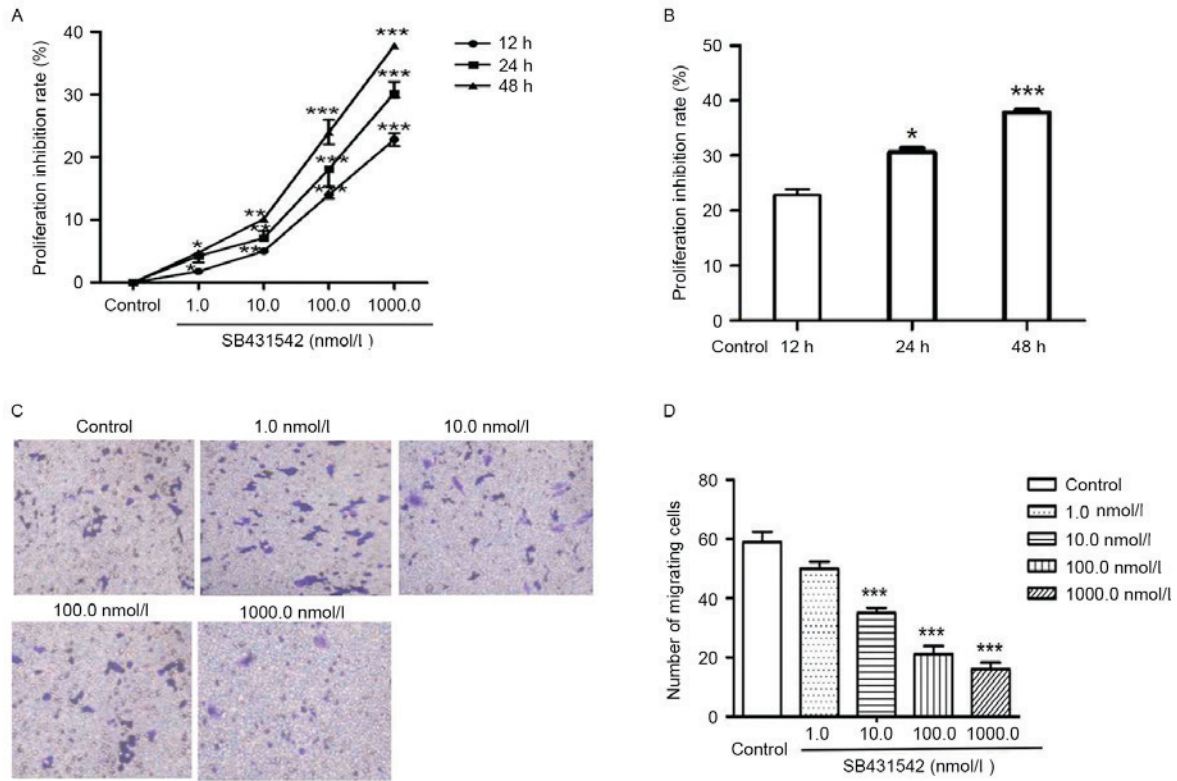 A
Proliferation inhibition rate (%)
40
30
20
10
0
***
***
***
***
***
***
**
**
**
*
*
Control 1.0 10.0 100.0 1000.0
SB431542 (nmol/l )
12 h
24 h
48 h
B
Proliferation inhibition rate (%)
50
40
30
20
10
0
*
***
Control 12 h 24 h 48 h
C
Control 1.0 nmol/l 10.0 nmol/l
100.0 nmol/l 1000.0 nmol/l
D
Number of migrating cells
80
60
40
20
0
***
***
***
Control 1.0 10.0 100.0 1000.0
SB431542 (nmol/l )
Control
1.0 nmol/l
10.0 nmol/l
100.0 nmol/l
1000.0 nmol/l